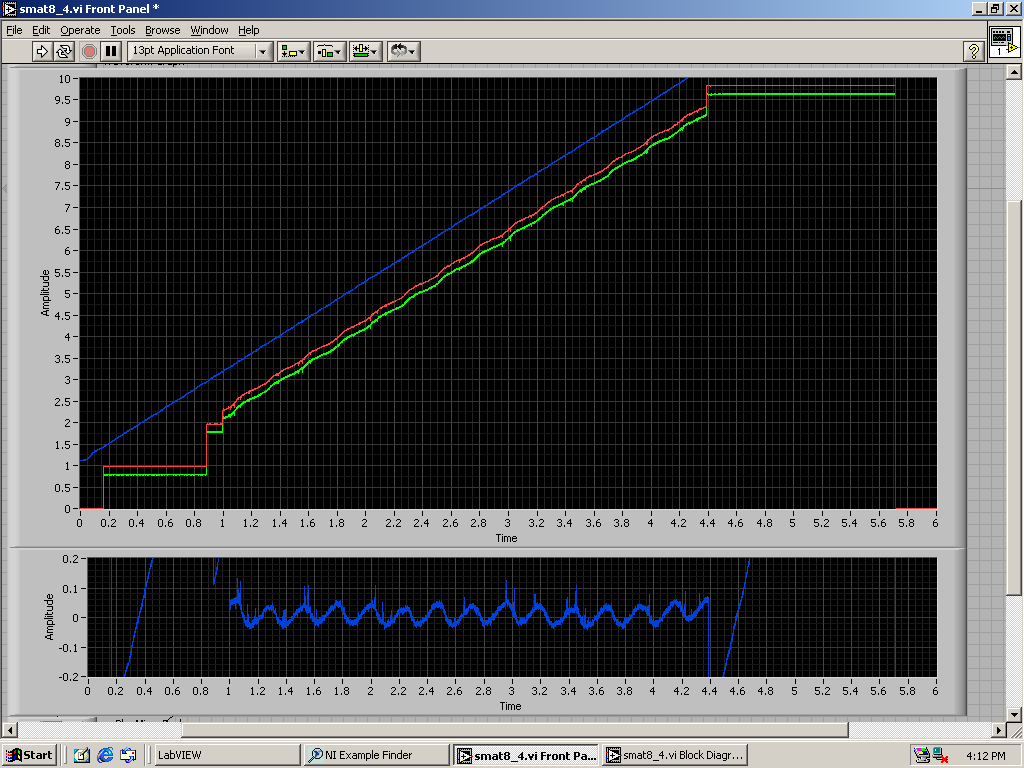 smat8_4.vi Front Panel *
File Edit Operate Tools Browse Window Help
13pt Application Font
1
10
9.5
9
8.5
8
7.5
7
6.5
6
5.5
5
4.5
4
3.5
3
2.5
2
1.5
1
0.5
0
Amplitude
0 0.2 0.4 0.6 0.8 1 1.2 1.4 1.6 1.8 2 2.2 2.4 2.6 2.8 3 3.2 3.4 3.6 3.8 4 4.2 4.4 4.6 4.8 5 5.2 5.4 5.6 5.8 6
Time
0.2
0.1
0
-0.1
-0.2
Amplitude
0 0.2 0.4 0.6 0.8 1 1.2 1.4 1.6 1.8 2 2.2 2.4 2.6 2.8 3 3.2 3.4 3.6 3.8 4 4.2 4.4 4.6 4.8 5 5.2 5.4 5.6 5.8 6
Time
Start LabVIEW NI Example Finder smat8_4.vi Front Pa... smat8_4.vi Block Diagr... 4:12 PM